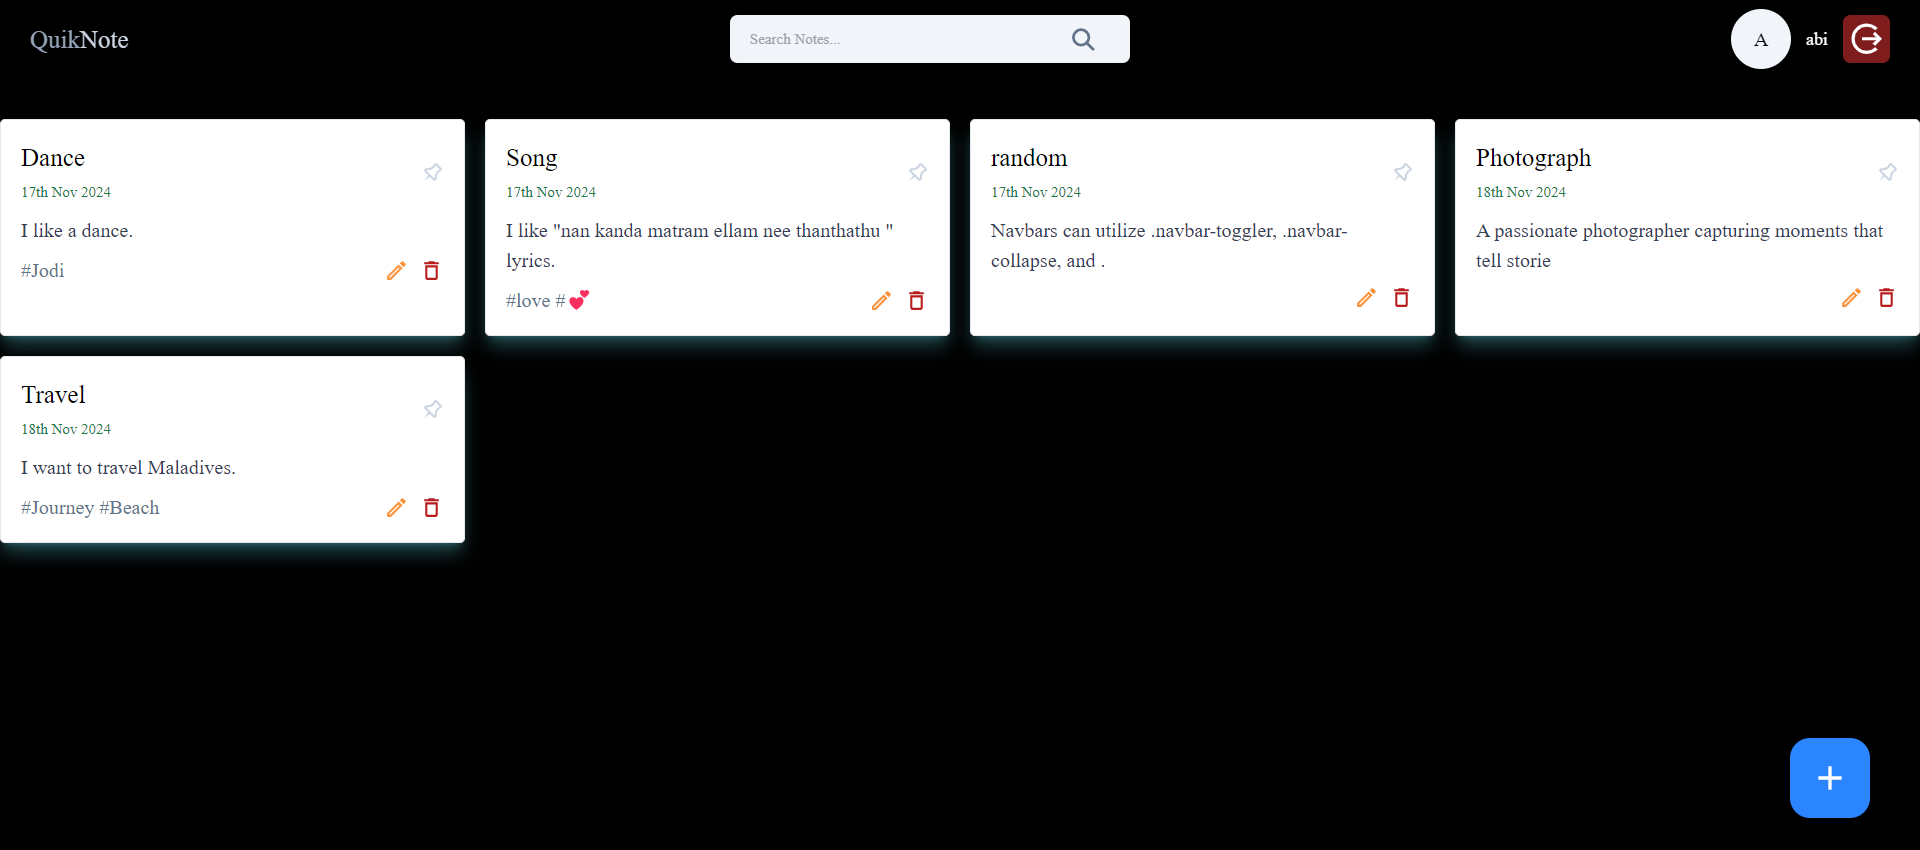 QuikNote
Search Notes...
A
abi
Dance
17th Nov 2024
I like a dance.
#Jodi
Song
17th Nov 2024
I like "nan kanda matram ellam nee thanthathu "
lyrics.
#love #💕
random
17th Nov 2024
Navbars can utilize .navbar-toggler, .navbar-
collapse, and .
Photograph
18th Nov 2024
A passionate photographer capturing moments that
tell storie
Travel
18th Nov 2024
I want to travel Maladives.
#Journey #Beach